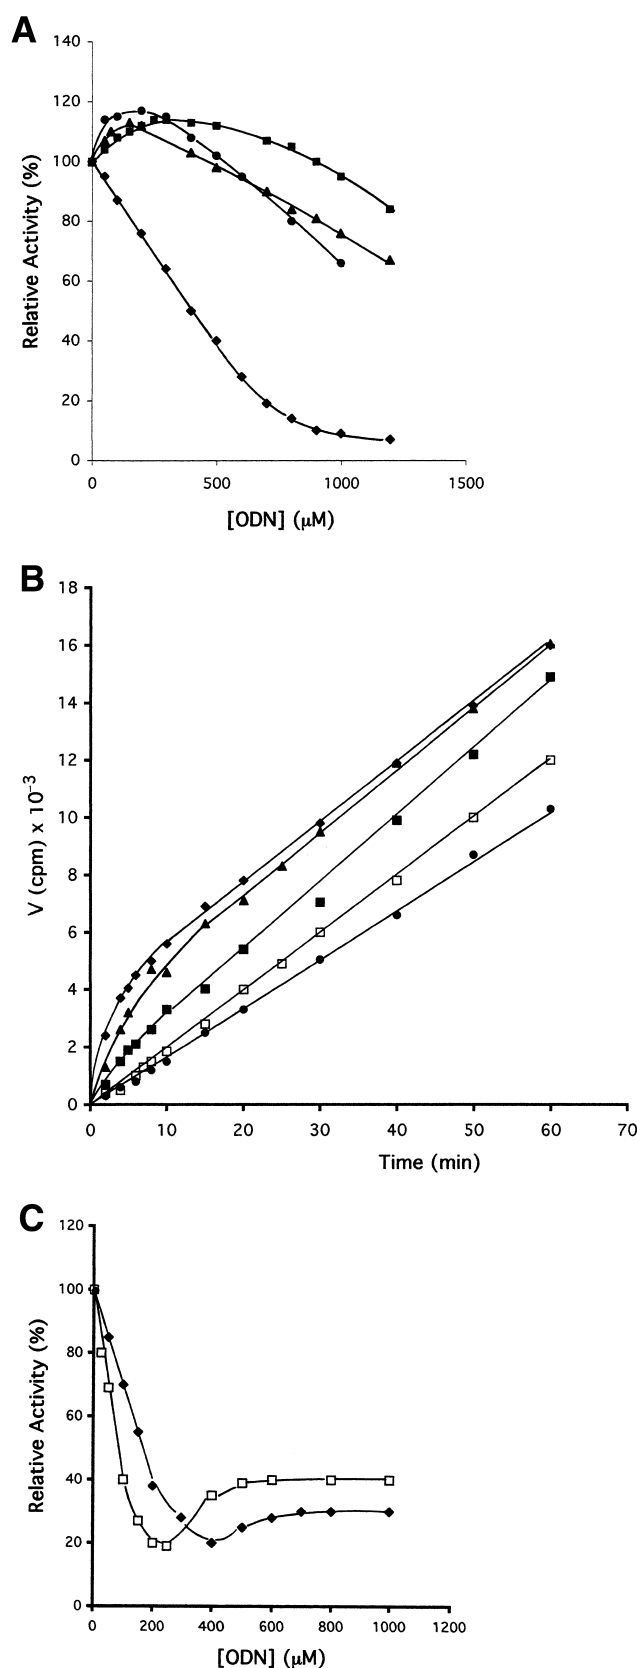 A
140
120
100
80
60
40
20
0
Relative Activity (%)
0 500 1000 1500
[ODN] (μM)
B
18
16
14
12
10
8
6
4
2
0
V (cpm) x 10⁻³
0 10 20 30 40 50 60 70
Time (min)
C
120
100
80
60
40
20
0
Relative Activity (%)
0 200 400 600 800 1000 1200
[ODN] (μM)